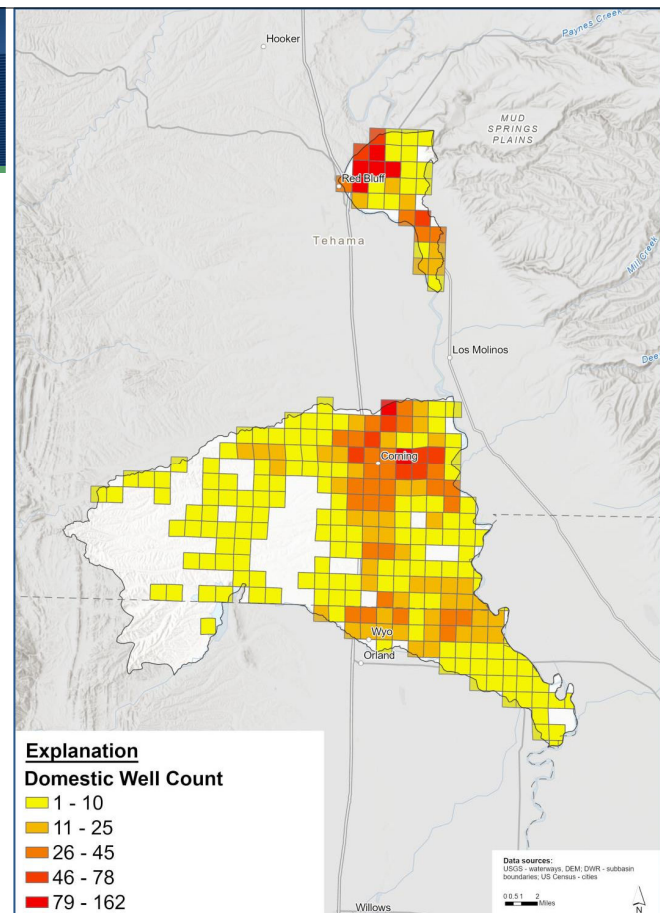 Hooker
Paynes Creek
MUD
SPRINGS
PLAINS
Red Bluff
Tehama
Mill Creek
Los Molinos
Dee
Corning
Wyo
Orland
Explanation
Domestic Well Count
1 - 10
11 - 25
26 - 45
46 - 78
79 - 162
Data sources:
USGS - waterways, DEM; DWR - subbasin
boundaries; US Census - cities
0 0.5 1 2
Miles
N
Willows